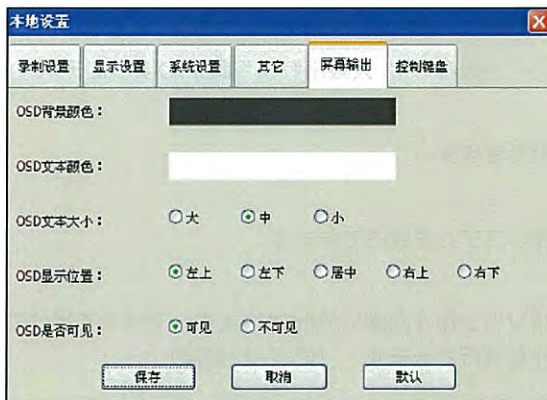 本地设置
录制设置 显示设置 系统设置 其它 屏幕输出 控制键盘
OSD背景颜色：
OSD文本颜色：
OSD文本大小： 大 中 小
OSD显示位置： 左上 左下 居中 右上 右下
OSD是否可见： 可见 不可见
保存 取消 默认